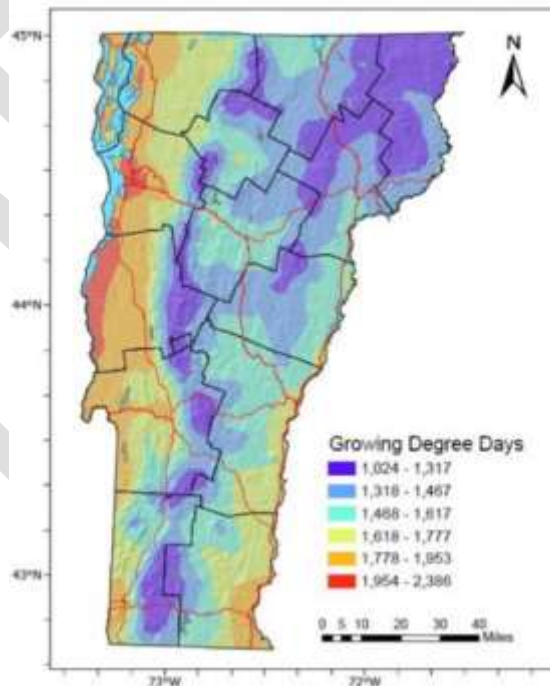 45°N
N
44°N
Growing Degree Days
1,024 - 1,317
1,318 - 1,467
1,468 - 1,617
1,618 - 1,777
1,778 - 1,953
1,954 - 2,386
43°N
0 5 10 20 30 40
Miles
73°W 72°W